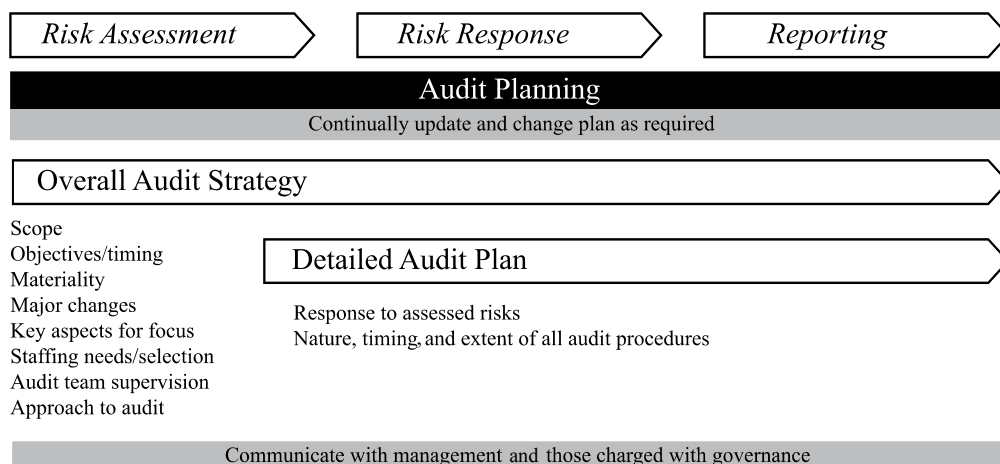 Risk Assessment
Risk Response
Reporting
Audit Planning
Continually update and change plan as required
Overall Audit Strategy
Scope
Objectives/timing
Materiality
Major changes
Key aspects for focus
Staffing needs/selection
Audit team supervision
Approach to audit
Detailed Audit Plan
Response to assessed risks
Nature, timing, and extent of all audit procedures
Communicate with management and those charged with governance